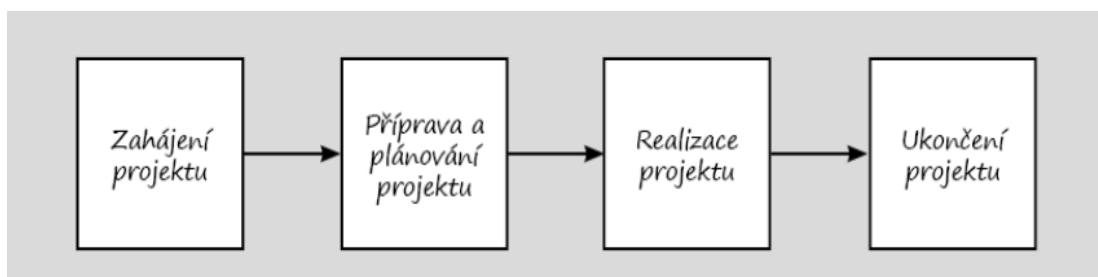 Zahájení
projektu
Příprava a
plánování
projektu
Realizace
projektu
Ukončení
projektu